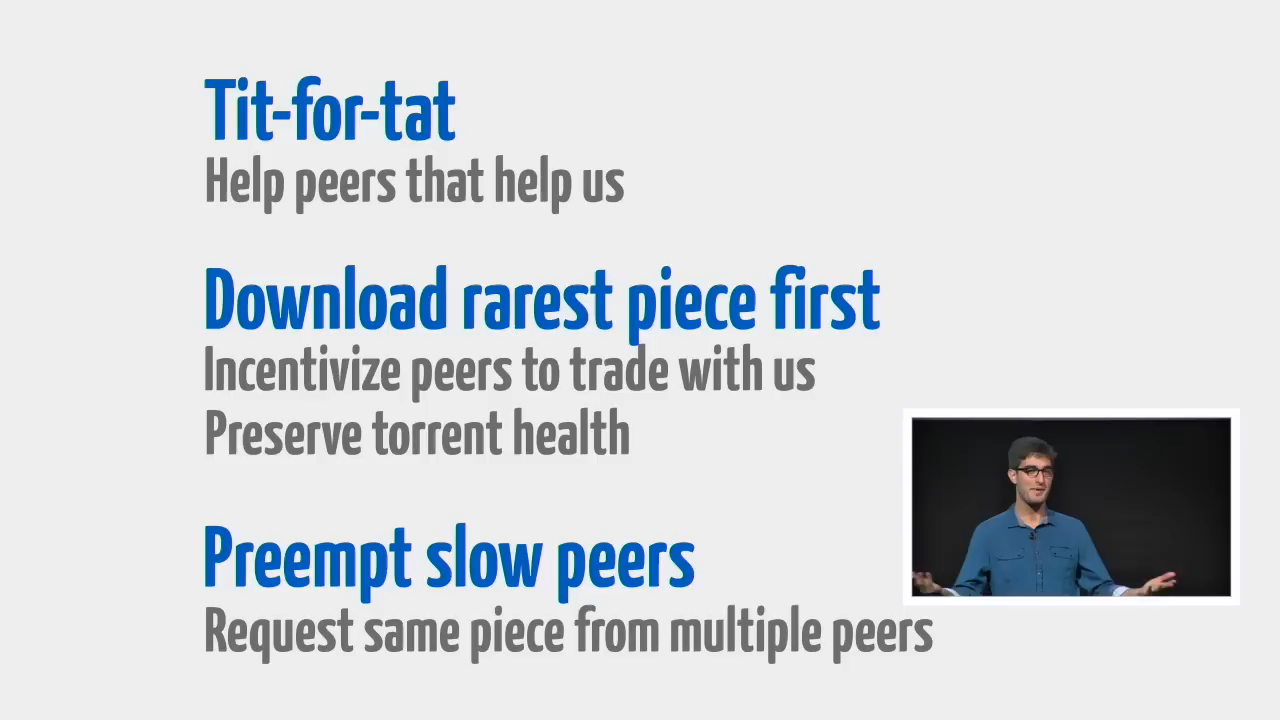 Tit-for-tat
Help peers that help us
Download rarest piece first
Incentivize peers to trade with us
Preserve torrent health
Preempt slow peers
Request same piece from multiple peers